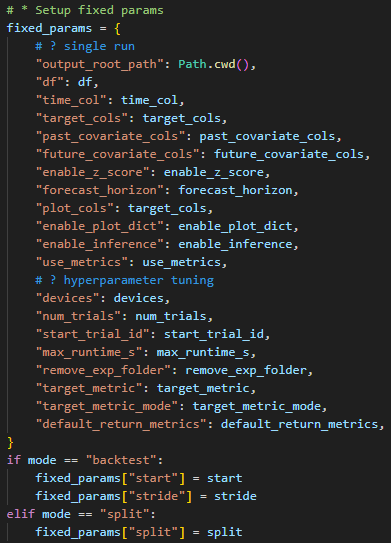 # * Setup fixed params
fixed_params = {
    # ? single run
    "output_root_path": Path.cwd(),
    "df": df,
    "time_col": time_col,
    "target_cols": target_cols,
    "past_covariate_cols": past_covariate_cols,
    "future_covariate_cols": future_covariate_cols,
    "enable_z_score": enable_z_score,
    "forecast_horizon": forecast_horizon,
    "plot_cols": target_cols,
    "enable_plot_dict": enable_plot_dict,
    "enable_inference": enable_inference,
    "use_metrics": use_metrics,
    # ? hyperparameter tuning
    "devices": devices,
    "num_trials": num_trials,
    "start_trial_id": start_trial_id,
    "max_runtime_s": max_runtime_s,
    "remove_exp_folder": remove_exp_folder,
    "target_metric": target_metric,
    "target_metric_mode": target_metric_mode,
    "default_return_metrics": default_return_metrics,
}
if mode == "backtest":
    fixed_params["start"] = start
    fixed_params["stride"] = stride
elif mode == "split":
    fixed_params["split"] = split